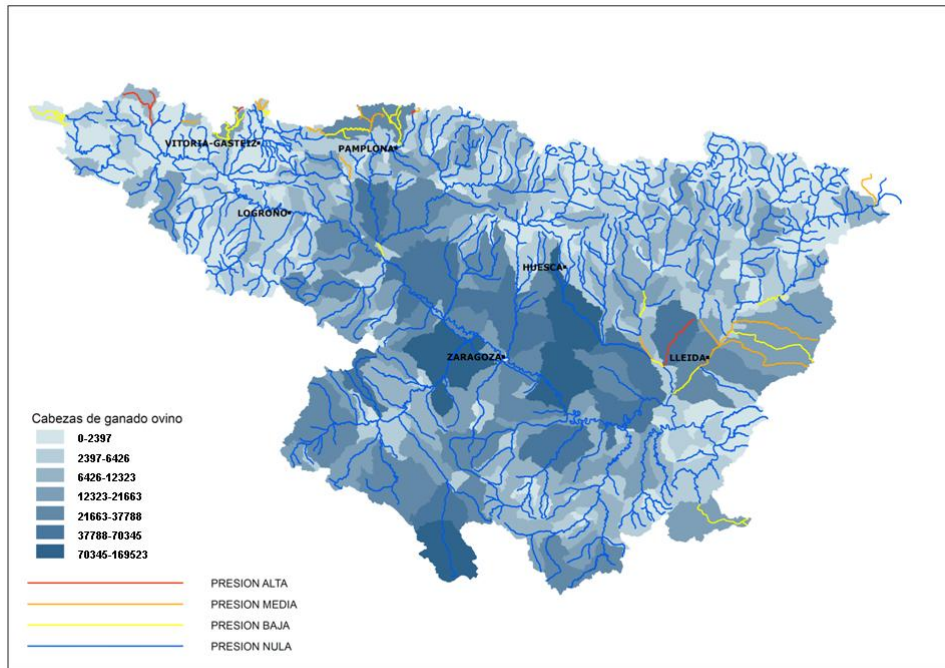 VITORIA-GASTEIZ
PAMPLONA
LOGROÑO
HUESCA
ZARAGOZA
LLEIDA
Cabezas de ganado ovino
0-2397
2397-6426
6426-12323
12323-21663
21663-37788
37788-70345
70345-169523
PRESION ALTA
PRESION MEDIA
PRESION BAJA
PRESION NULA